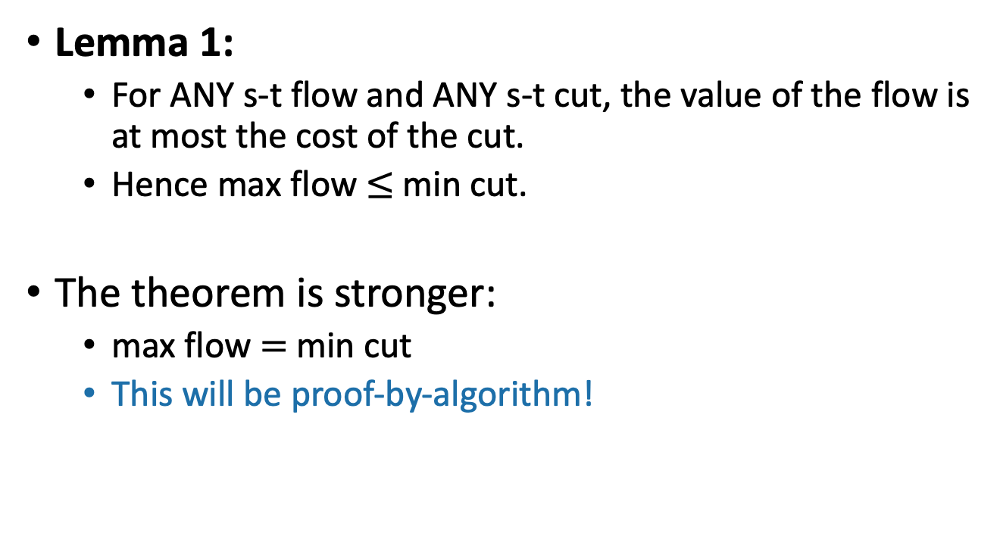 • Lemma 1:
• For ANY s-t flow and ANY s-t cut, the value of the flow is
at most the cost of the cut.
• Hence max flow ≤ min cut.
• The theorem is stronger:
• max flow = min cut
• This will be proof-by-algorithm!